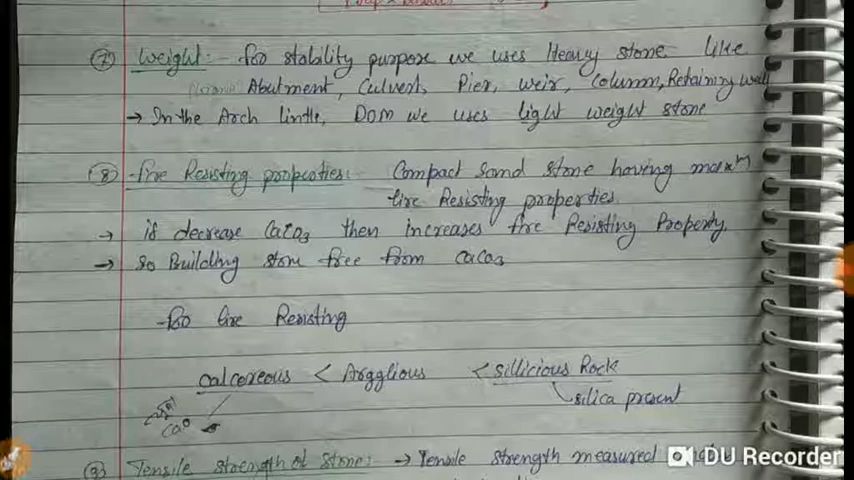 ⑦ Weight:- for stability purpose we uses Heavy stone. like
Abutment, Culvert, Pier, weir, Column, Retaining wall
→ In the Arch lintle, DOM we uses light weight stone
⑧ fire Resisting properties:- Compact sand stone having maxm
fire Resisting properties.
→ if decrease CaCo3 then increases fire Resisting Property.
→ so Building stone free from CaCo3
-for fire Resisting
calcareous < Argglious < sillicious Rock
silica present
CaO
⑨ Tensile strength of stone: → Tensile strength measured
DU Recorder